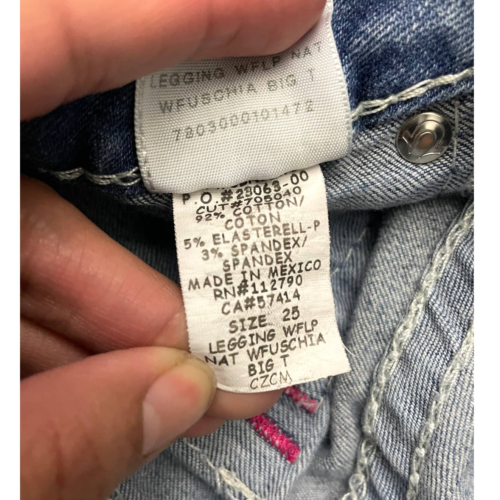 LEGGING WFLP NAT
WFUSCHIA BIG T
7803000101472
P.O.#28063-00
CUT#705040
92% COTTON/
COTON
5% ELASTERELL-P
3% SPANDEX/
SPANDEX
MADE IN MEXICO
RN#112790
CA#57414
SIZE 25
LEGGING WFLP
NAT WFUSCHIA
BIG T
CZCM